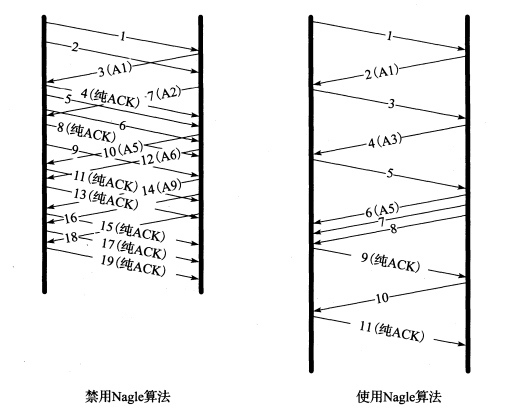 1
2
3(A1)
4(纯ACK)
7(A2)
5
6
8(纯ACK)
9
10(A5)
12(A6)
11(纯ACK)
14(A9)
13(纯ACK)
16
15(纯ACK)
18
17(纯ACK)
19(纯ACK)
禁用Nagle算法
1
2(A1)
3
4(A3)
5
6(A5)
7
8
9(纯ACK)
10
11(纯ACK)
使用Nagle算法